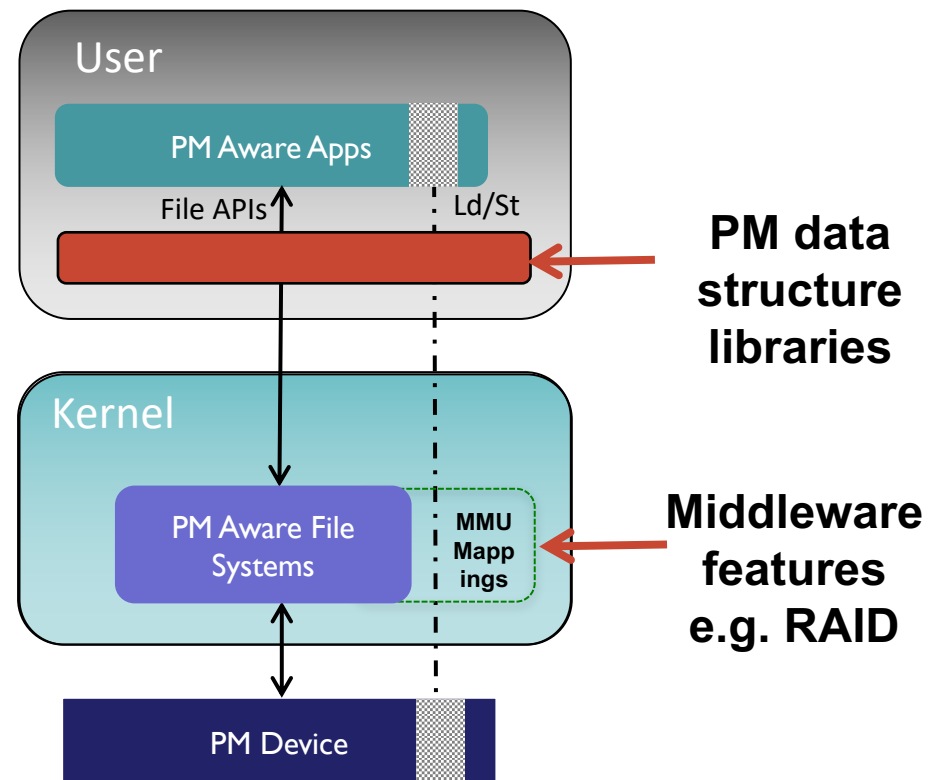 User
PM Aware Apps
File APIs
Ld/St
PM data
structure
libraries
Kernel
PM Aware File
Systems
MMU
Mapp
ings
Middleware
features
e.g. RAID
PM Device